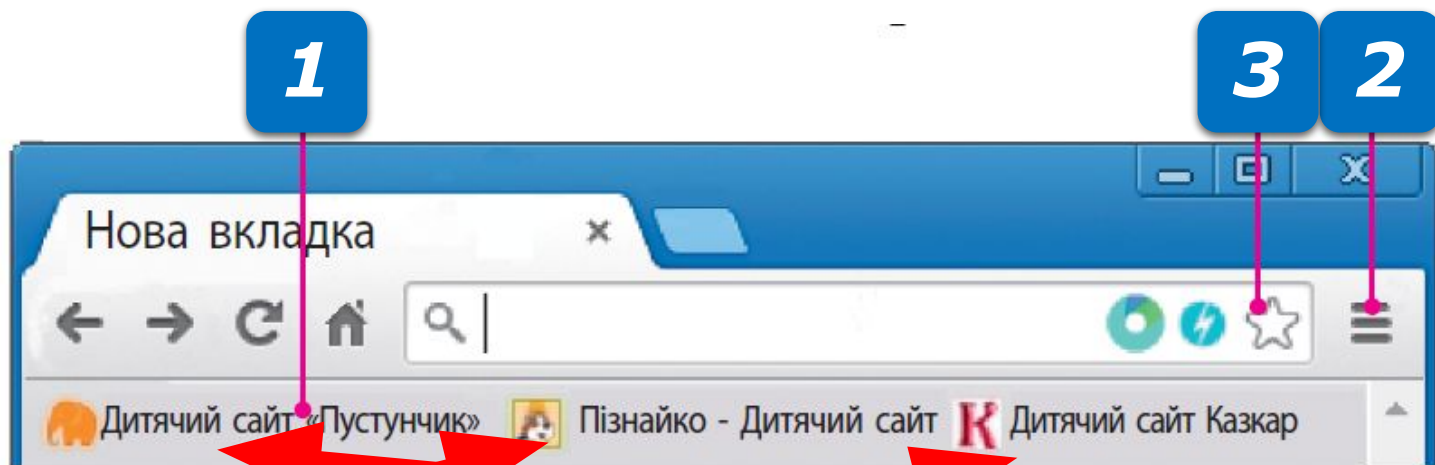 1 3 2
Нова вкладка
Дитячий сайт «Пустунчик» Пізнайко - Дитячий сайт К Дитячий сайт Казкар